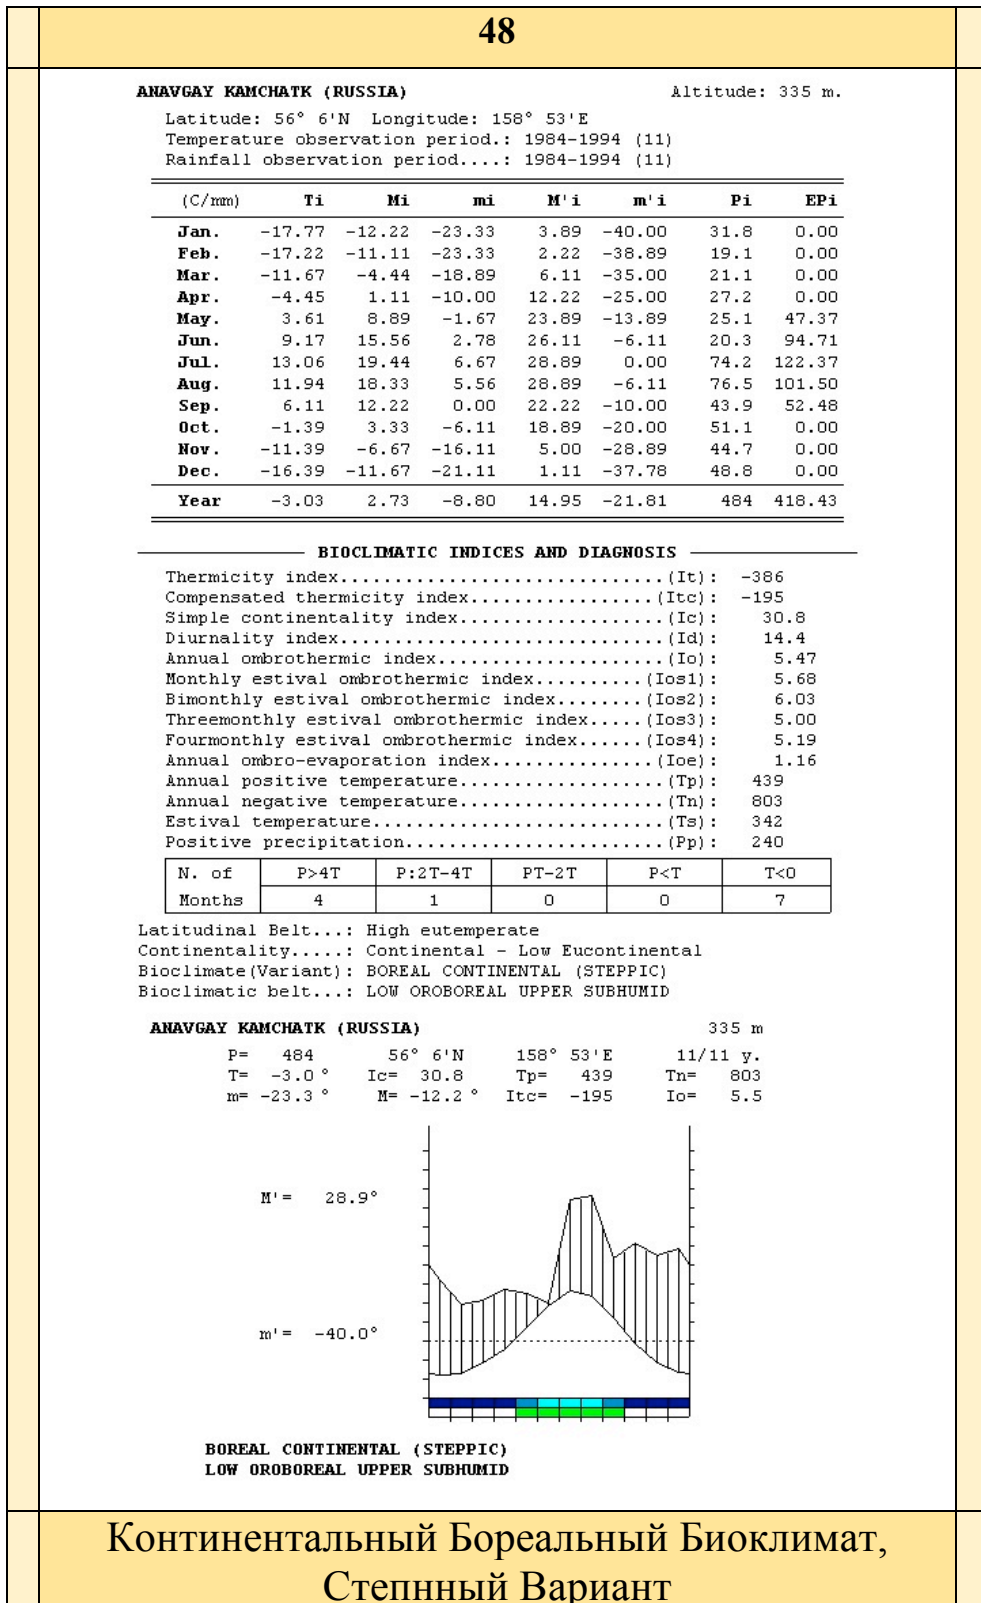 48
ANAVGAY KAMCHATK (RUSSIA) Altitude: 335 m.
Latitude: 56° 6'N Longitude: 158° 53'E
Temperature observation period.: 1984-1994 (11)
Rainfall observation period....: 1984-1994 (11)
(C/mm) Ti Mi mi M'i m'i Pi EPi
Jan. -17.77 -12.22 -23.33 3.89 -40.00 31.8 0.00
Feb. -17.22 -11.11 -23.33 2.22 -38.89 19.1 0.00
Mar. -11.67 -4.44 -18.89 6.11 -35.00 21.1 0.00
Apr. -4.45 1.11 -10.00 12.22 -25.00 27.2 0.00
May. 3.61 8.89 -1.67 23.89 -13.89 25.1 47.37
Jun. 9.17 15.56 2.78 26.11 -6.11 20.3 94.71
Jul. 13.06 19.44 6.67 28.89 0.00 74.2 122.37
Aug. 11.94 18.33 5.56 28.89 -6.11 76.5 101.50
Sep. 6.11 12.22 0.00 22.22 -10.00 43.9 52.48
Oct. -1.39 3.33 -6.11 18.89 -20.00 51.1 0.00
Nov. -11.39 -6.67 -16.11 5.00 -28.89 44.7 0.00
Dec. -16.39 -11.67 -21.11 1.11 -37.78 48.8 0.00
Year -3.03 2.73 -8.80 14.95 -21.81 484 418.43
BIOCLIMATIC INDICES AND DIAGNOSIS
Thermicity index..............................(It): -386
Compensated thermicity index.................(Itc): -195
Simple continentality index...................(Ic): 30.8
Diurnality index..............................(Id): 14.4
Annual ombrothermic index.....................(Io): 5.47
Monthly estival ombrothermic index..........(Ios1): 5.68
Bimonthly estival ombrothermic index........(Ios2): 6.03
Threemonthly estival ombrothermic index.....(Ios3): 5.00
Fourmonthly estival ombrothermic index......(Ios4): 5.19
Annual ombro-evaporation index...............(Ioe): 1.16
Annual positive temperature...................(Tp): 439
Annual negative temperature...................(Tn): 803
Estival temperature...........................(Ts): 342
Positive precipitation........................(Pp): 240
N. of P>4T P:2T-4T PT-2T P<T T<0
Months 4 1 0 0 7
Latitudinal Belt...: High eutemperate
Continentality.....: Continental - Low Eucontinental
Bioclimate(Variant): BOREAL CONTINENTAL (STEPPIC)
Bioclimatic belt...: LOW OROBOREAL UPPER SUBHUMID
ANAVGAY KAMCHATK (RUSSIA) 335 m
P= 484 56° 6'N 158° 53'E 11/11 y.
T= -3.0 ° Ic= 30.8 Tp= 439 Tn= 803
m= -23.3 ° M= -12.2 ° Itc= -195 Io= 5.5
M'= 28.9°
m'= -40.0°
BOREAL CONTINENTAL (STEPPIC)
LOW OROBOREAL UPPER SUBHUMID
Континентальный Бореальный Биоклимат,
Степнный Вариант